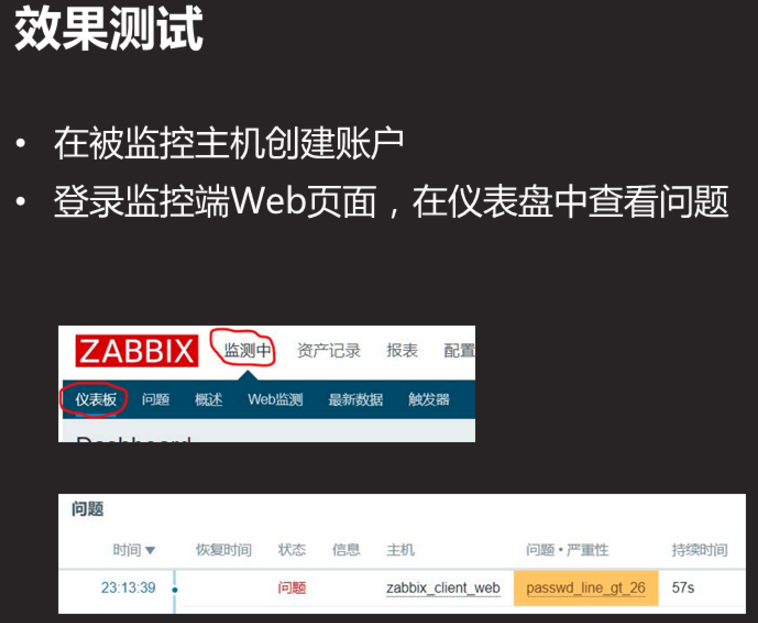 效果测试
• 在被监控主机创建账户
• 登录监控端Web页面，在仪表盘中查看问题
ZABBIX 监测中 资产记录 报表 配置
仪表板 问题 概述 Web监测 最新数据 触发器
Dashboard
问题
时间▼ 恢复时间 状态 信息 主机 问题・严重性 持续时间
23:13:39 问题 zabbix_client_web passwd_line_gt_26 57s